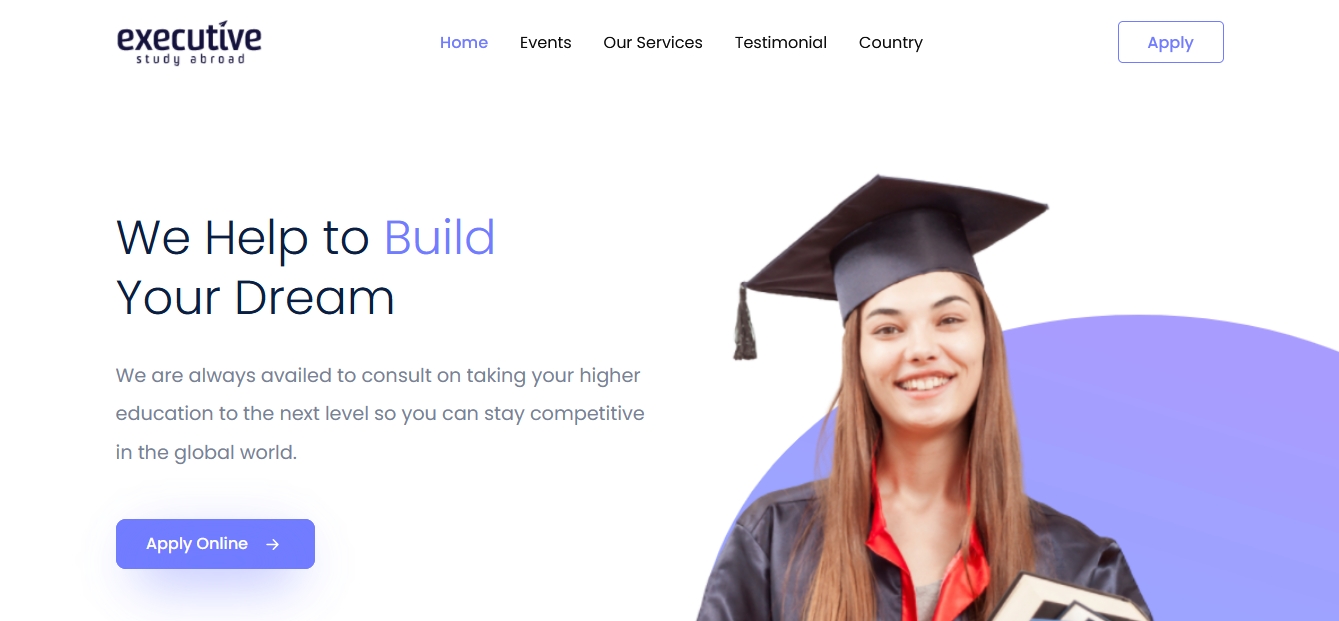 executive
study abroad
Home Events Our Services Testimonial Country
Apply
We Help to Build
Your Dream
We are always availed to consult on taking your higher
education to the next level so you can stay competitive
in the global world.
Apply Online →